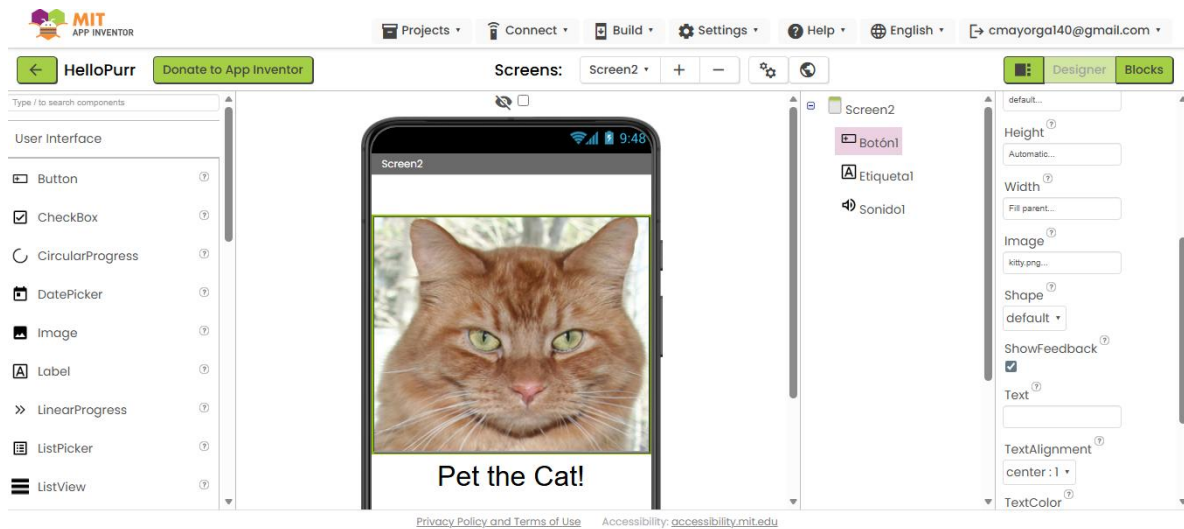 MIT
APP INVENTOR
Projects
Connect
Build
Settings
Help
English
cmayorga140@gmail.com
HelloPurr
Donate to App Inventor
Screens:
Screen2
Designer
Blocks
Type / to search components
User Interface
Button
CheckBox
CircularProgress
DatePicker
Image
Label
LinearProgress
ListPicker
ListView
9:48
Screen2
Pet the Cat!
Screen2
Botón1
Etiqueta1
Sonido1
default...
Height
Automatic...
Width
Fill parent...
Image
kitty.png...
Shape
default
ShowFeedback
Text
TextAlignment
center : 1
TextColor
Privacy Policy and Terms of Use Accessibility: accessibility.mit.edu